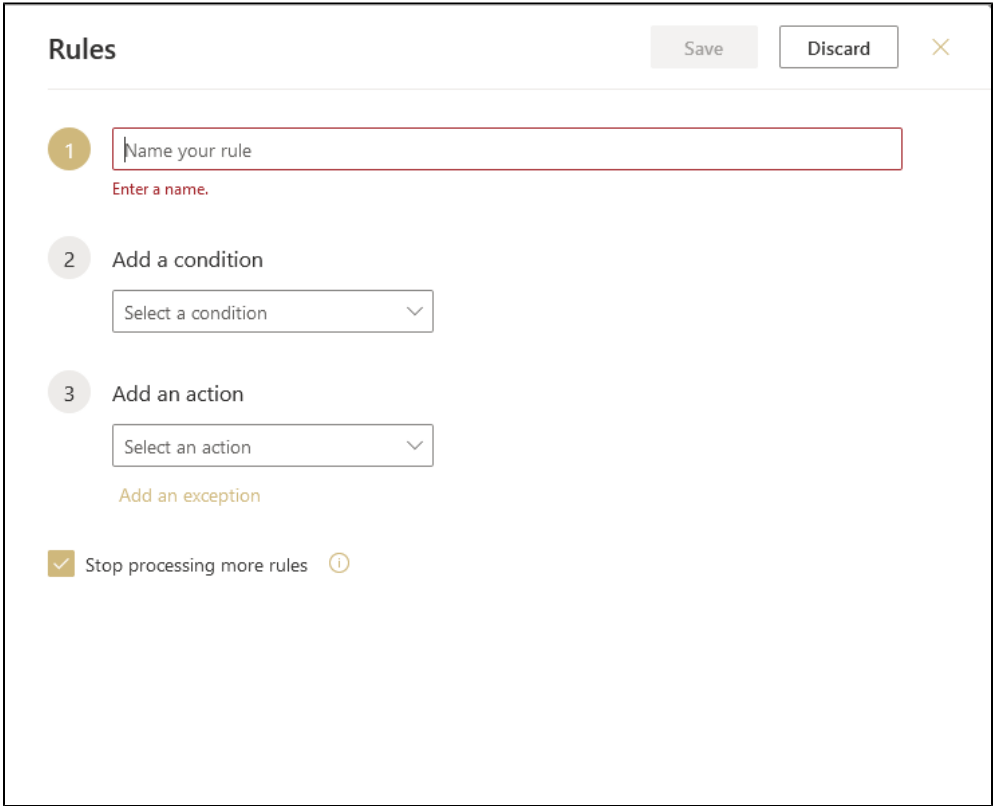 Rules
Save
Discard
1
Name your rule
Enter a name.
2
Add a condition
Select a condition
3
Add an action
Select an action
Add an exception
Stop processing more rules